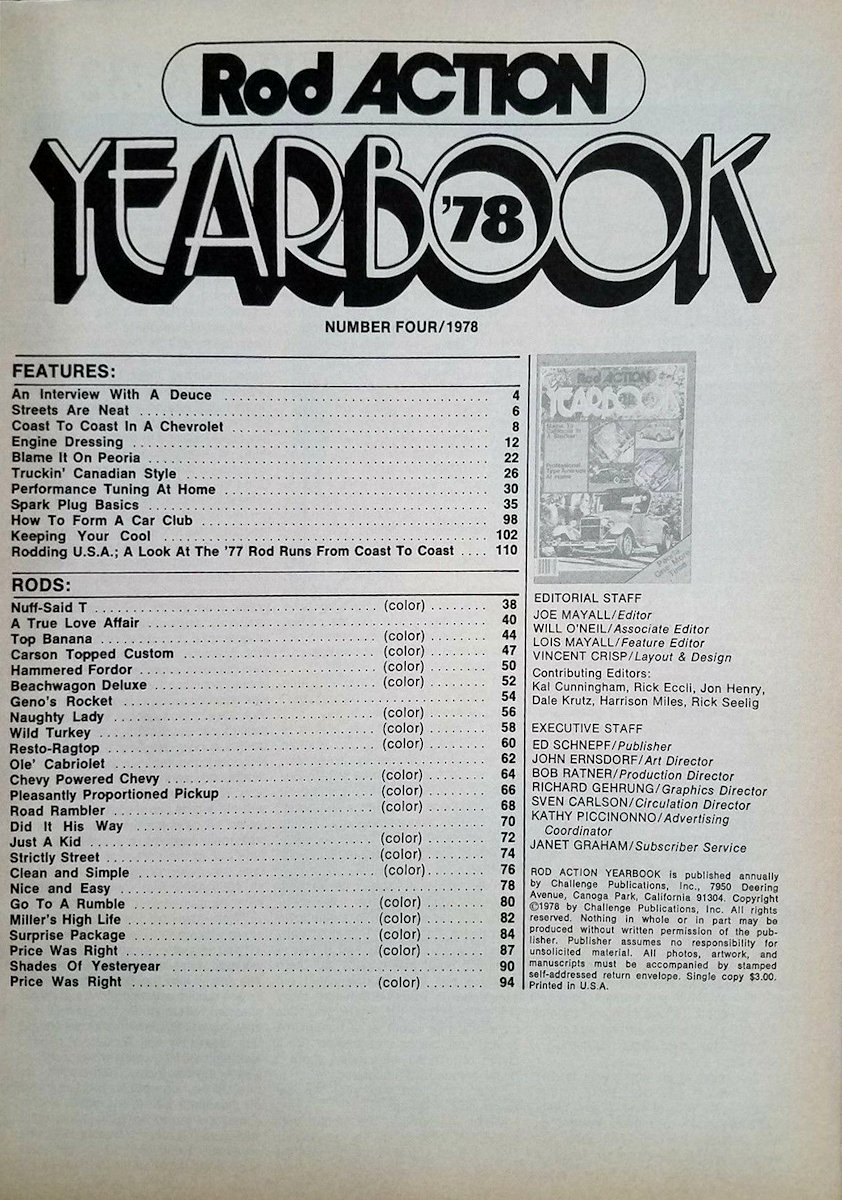 Rod ACTION
YEARBOOK
'78
NUMBER FOUR/1978
FEATURES:
An Interview With A Deuce 4
Streets Are Neat 6
Coast To Coast In A Chevrolet 8
Engine Dressing 12
Blame It On Peoria 22
Truckin' Canadian Style 26
Performance Tuning At Home 30
Spark Plug Basics 35
How To Form A Car Club 98
Keeping Your Cool 102
Rodding U.S.A.; A Look At The '77 Rod Runs From Coast To Coast 110
RODS:
Nuff-Said T (color) 38
A True Love Affair 40
Top Banana (color) 44
Carson Topped Custom (color) 47
Hammered Fordor (color) 50
Beachwagon Deluxe (color) 52
Geno's Rocket 54
Naughty Lady (color) 56
Wild Turkey (color) 58
Resto-Ragtop (color) 60
Ole' Cabriolet 62
Chevy Powered Chevy (color) 64
Pleasantly Proportioned Pickup (color) 66
Road Rambler (color) 68
Did It His Way 70
Just A Kid (color) 72
Strictly Street (color) 74
Clean and Simple (color) 76
Nice and Easy 78
Go To A Rumble (color) 80
Miller's High Life (color) 82
Surprise Package (color) 84
Price Was Right (color) 87
Shades Of Yesteryear 90
Price Was Right (color) 94
Rod ACTION
YEARBOOK
EDITORIAL STAFF
JOE MAYALL/Editor
WILL O'NEIL/Associate Editor
LOIS MAYALL/Feature Editor
VINCENT CRISP/Layout & Design
Contributing Editors:
Kal Cunningham, Rick Eccli, Jon Henry,
Dale Krutz, Harrison Miles, Rick Seelig
EXECUTIVE STAFF
ED SCHNEPF/Publisher
JOHN ERNSDORF/Art Director
BOB RATNER/Production Director
RICHARD GEHRUNG/Graphics Director
SVEN CARLSON/Circulation Director
KATHY PICCINONNO/Advertising
Coordinator
JANET GRAHAM/Subscriber Service
ROD ACTION YEARBOOK is published annually
by Challenge Publications, Inc., 7950 Deering
Avenue, Canoga Park, California 91304. Copyright
©1978 by Challenge Publications, Inc. All rights
reserved. Nothing in whole or in part may be
produced without written permission of the pub-
lisher. Publisher assumes no responsibility for
unsolicited material. All photos, artwork, and
manuscripts must be accompanied by stamped
self-addressed return envelope. Single copy $3.00.
Printed in U.S.A.